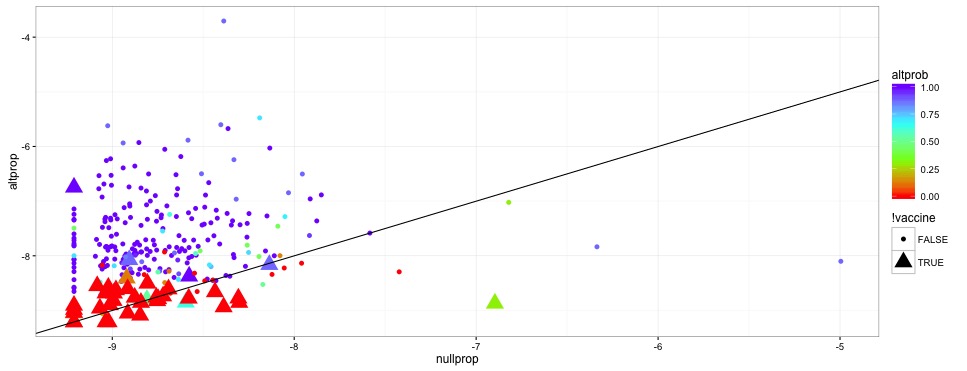 -4
-6
-8
altprop
-9
-8
-7
-6
-5
nullprop
altprob
1.00
0.75
0.50
0.25
0.00
!vaccine
FALSE
TRUE